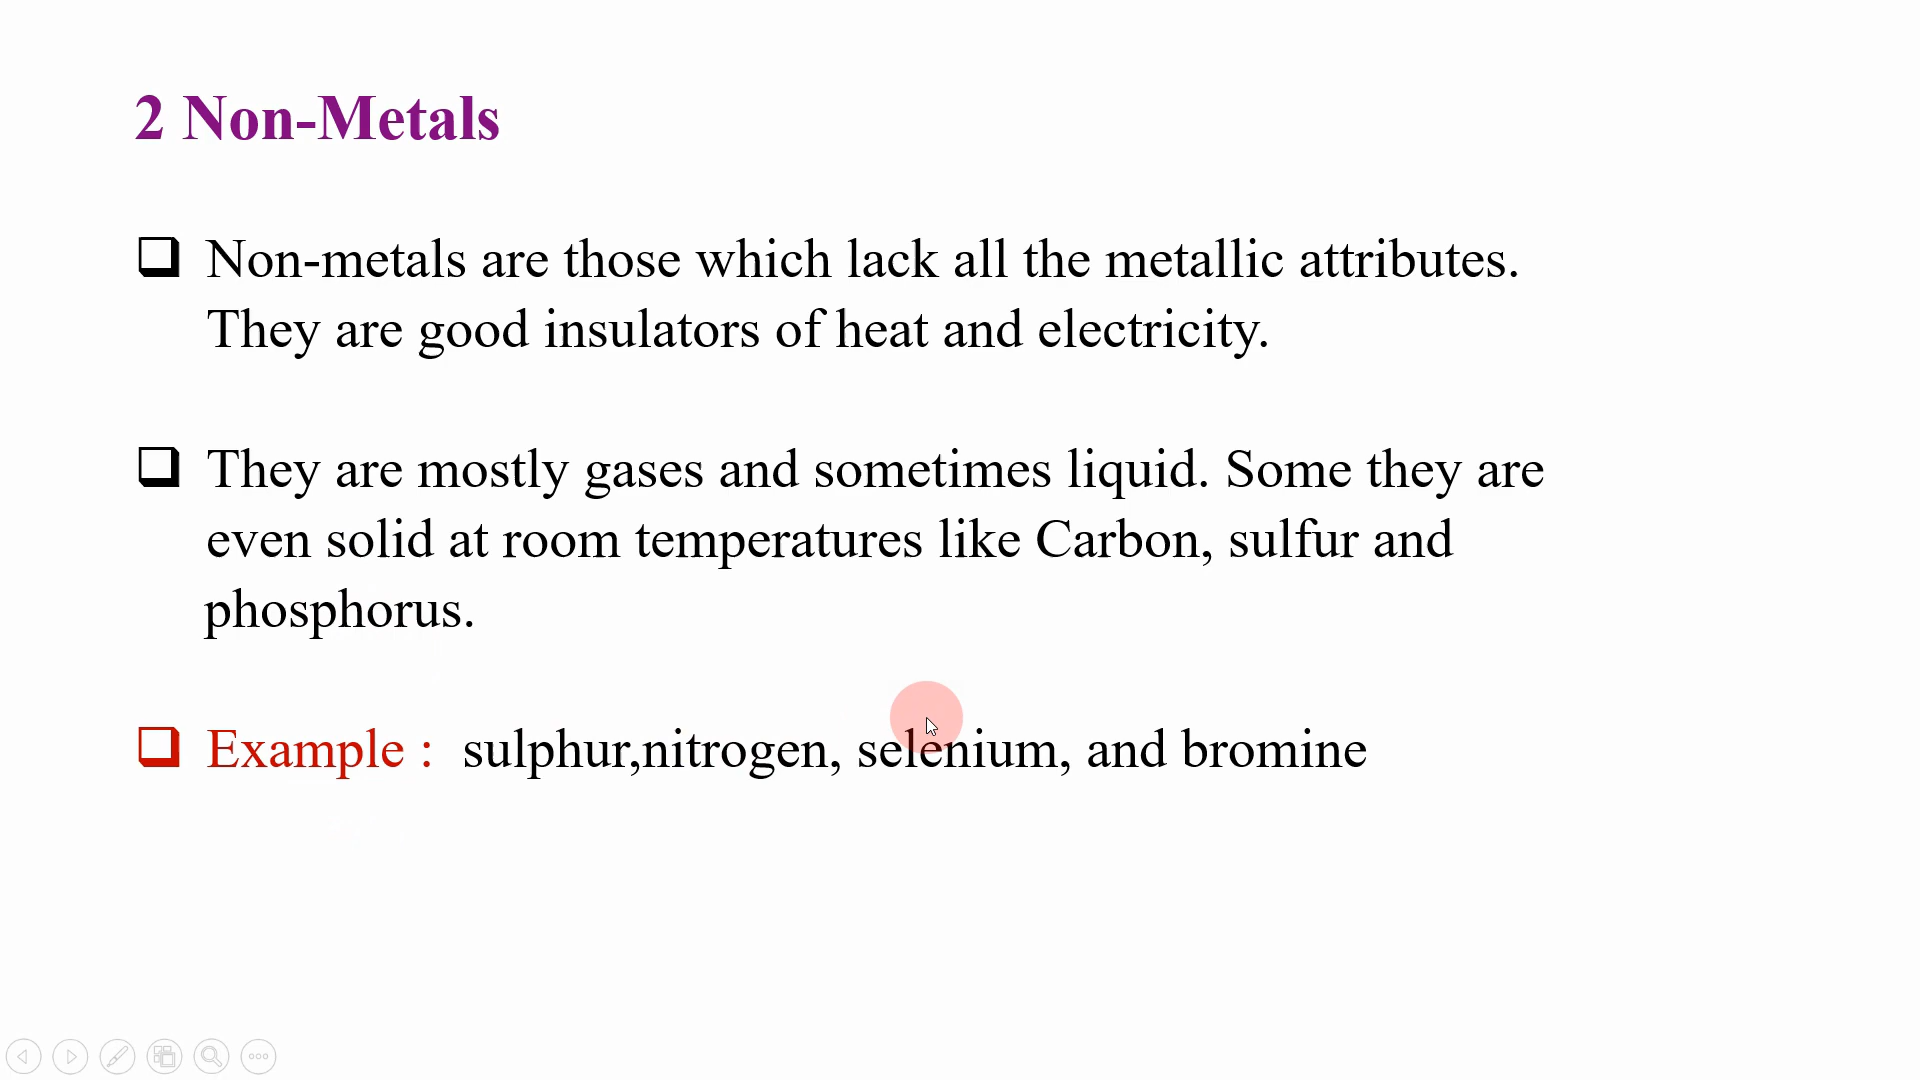 2 Non-Metals
Non-metals are those which lack all the metallic attributes.
They are good insulators of heat and electricity.
They are mostly gases and sometimes liquid. Some they are
even solid at room temperatures like Carbon, sulfur and
phosphorus.
Example : sulphur,nitrogen, selenium, and bromine